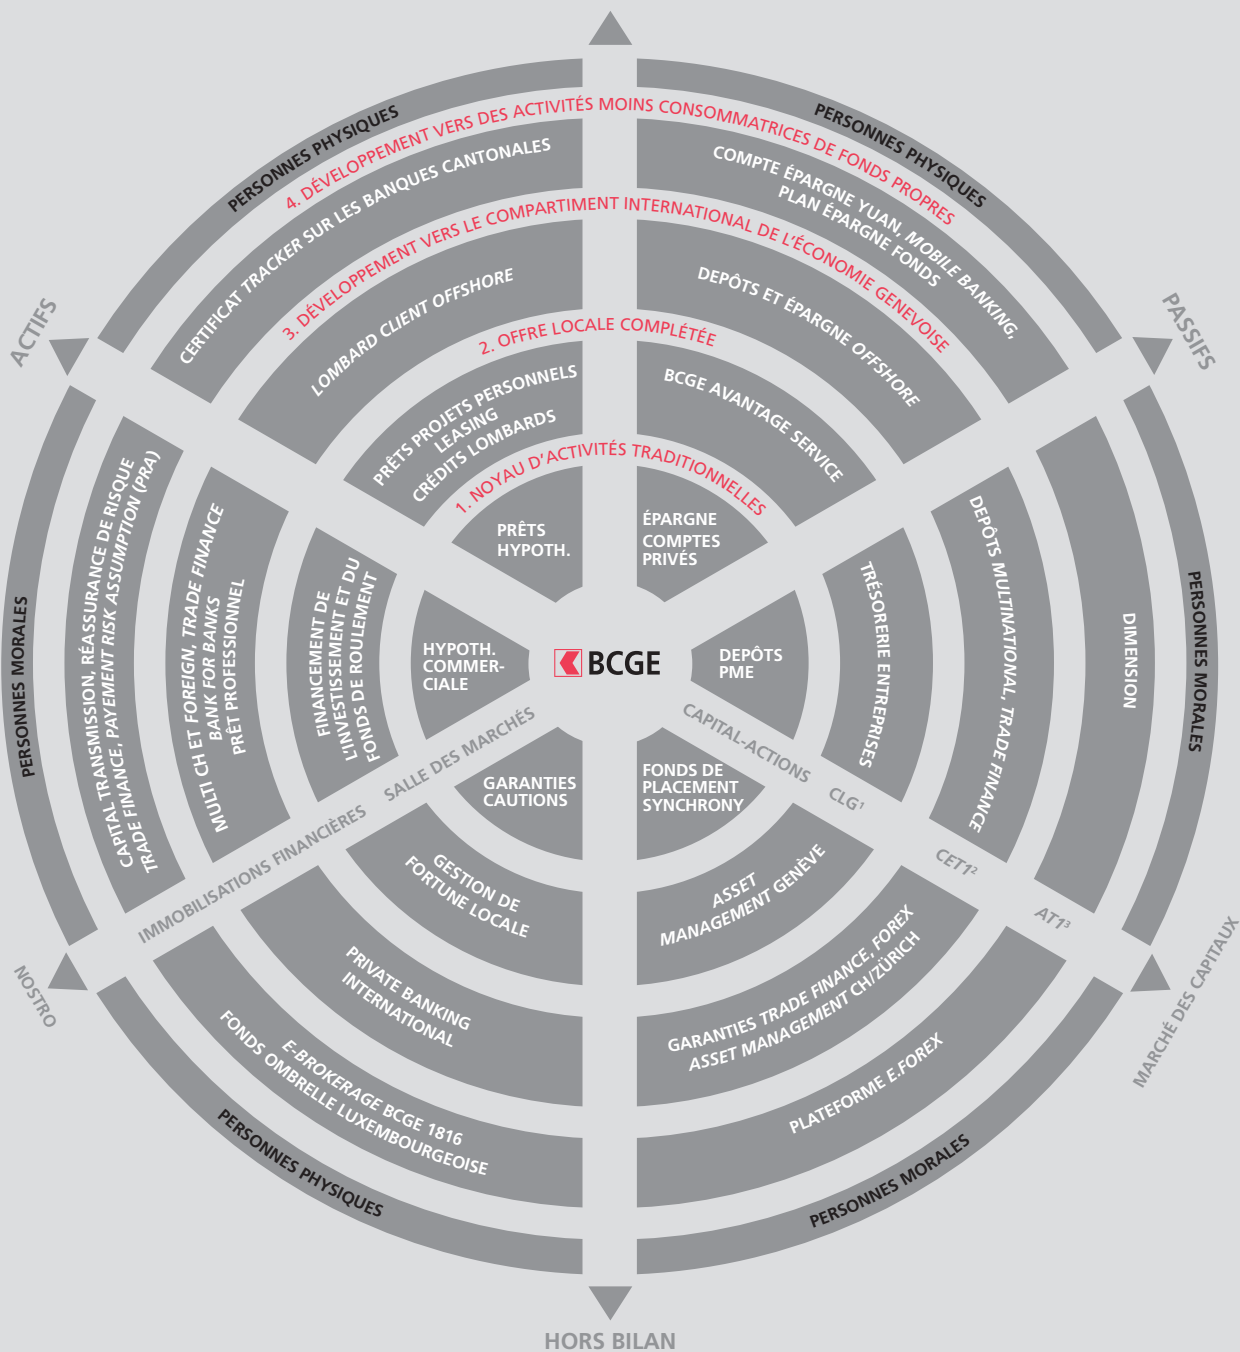 PERSONNES PHYSIQUES
PERSONNES PHYSIQUES
4. DÉVELOPPEMENT VERS DES ACTIVITÉS MOINS CONSOMMATRICES DE FONDS PROPRES
CERTIFICAT TRACKER SUR LES BANQUES CANTONALES
COMPTE ÉPARGNE YUAN, MOBILE BANKING,
PLAN ÉPARGNE FONDS
3. DÉVELOPPEMENT VERS LE COMPARTIMENT INTERNATIONAL DE L'ÉCONOMIE GENEVOISE
LOMBARD CLIENT OFFSHORE
DEPÔTS ET ÉPARGNE OFFSHORE
2. OFFRE LOCALE COMPLÉTÉE
PRÊTS PROJETS PERSONNELS
LEASING
CRÉDITS LOMBARDS
BCGE AVANTAGE SERVICE
1. NOYAU D'ACTIVITÉS TRADITIONNELLES
PRÊTS
HYPOTH.
ÉPARGNE
COMPTES
PRIVÉS
ACTIFS
PASSIFS
PERSONNES MORALES
CAPITAL TRANSMISSION, RÉASSURANCE DE RISQUE
TRADE FINANCE, PAYEMENT RISK ASSUMPTION (PRA)
MULTI CH ET FOREIGN, TRADE FINANCE
BANK FOR BANKS
PRÊT PROFESSIONNEL
FINANCEMENT DE
L'INVESTISSEMENT ET DU
FONDS DE ROULEMENT
HYPOTH.
COMMER-
CIALE
BCGE
DEPÔTS
PME
TRÉSORERIE ENTREPRISES
DEPÔTS MULTINATIONAL, TRADE FINANCE
DIMENSION
PERSONNES MORALES
IMMOBILISATIONS FINANCIÈRES
SALLE DES MARCHÉS
CAPITAL-ACTIONS
CLG¹
CET1²
AT1³
NOSTRO
MARCHÉ DES CAPITAUX
GARANTIES
CAUTIONS
FONDS DE
PLACEMENT
SYNCHRONY
GESTION DE
FORTUNE LOCALE
ASSET
MANAGEMENT GENÈVE
PRIVATE BANKING
INTERNATIONAL
GARANTIES TRADE FINANCE, FOREX
ASSET MANAGEMENT CH/ZÜRICH
E-BROKERAGE BCGE 1816
FONDS OMBRELLE LUXEMBOURGEOISE
PLATEFORME E.FOREX
PERSONNES PHYSIQUES
PERSONNES MORALES
HORS BILAN